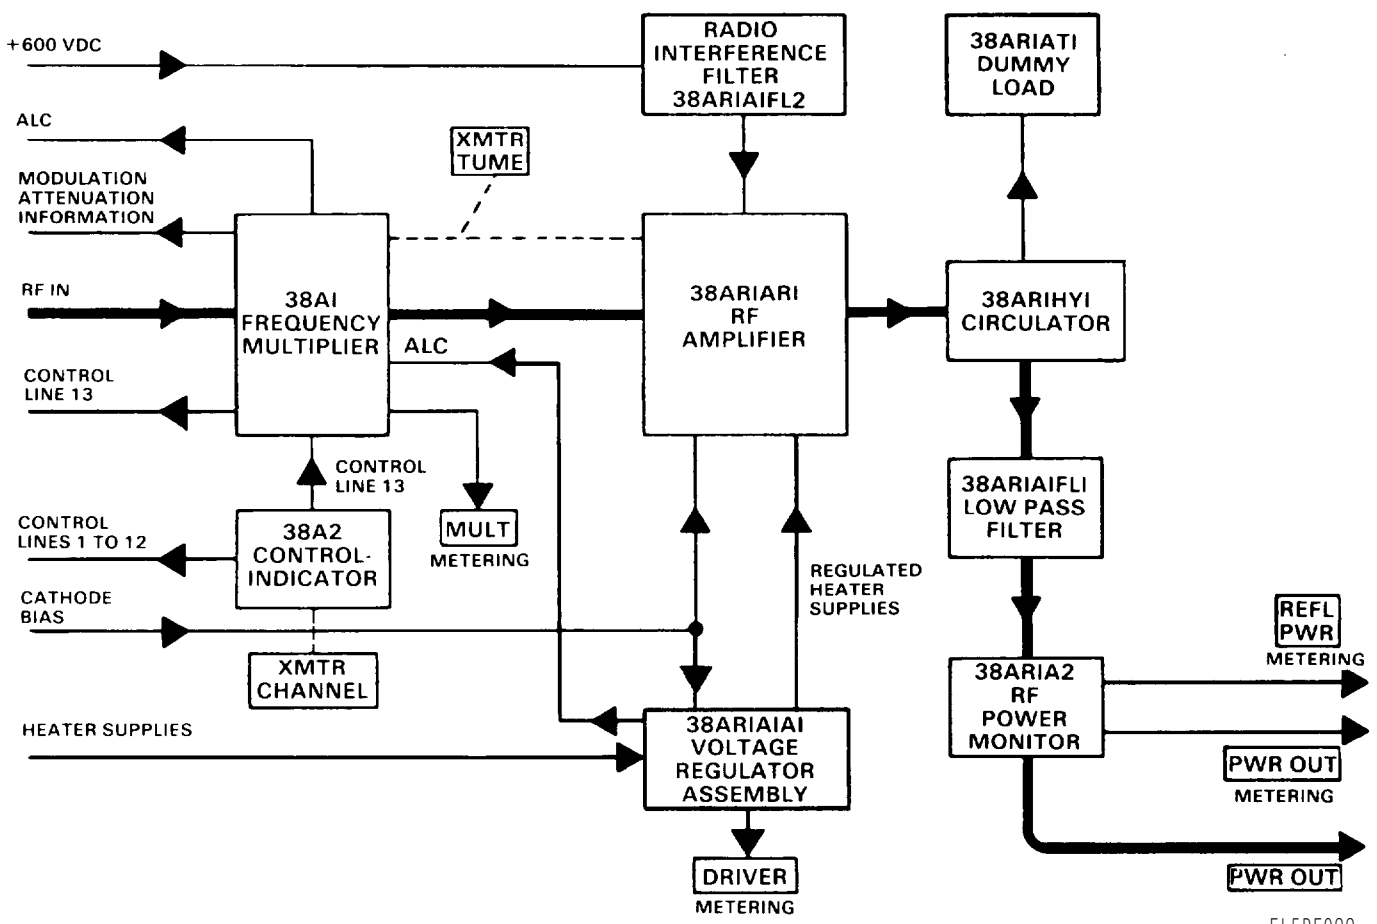 +600 VDC
RADIO
INTERFERENCE
FILTER
38ARIAIFL2
38ARIATI
DUMMY
LOAD
ALC
XMTR
TUME
MODULATION
ATTENUATION
INFORMATION
RF IN
38AI
FREQUENCY
MULTIPLIER
38ARIARI
RF
AMPLIFIER
38ARIHYI
CIRCULATOR
ALC
CONTROL
LINE 13
CONTROL
LINE 13
38ARIAIFLI
LOW PASS
FILTER
CONTROL
LINES 1 TO 12
38A2
CONTROL-
INDICATOR
MULT
METERING
CATHODE
BIAS
REGULATED
HEATER
SUPPLIES
REFL
PWR
METERING
XMTR
CHANNEL
38ARIA2
RF
POWER
MONITOR
HEATER SUPPLIES
38ARIAIAI
VOLTAGE
REGULATOR
ASSEMBLY
PWR OUT
METERING
DRIVER
METERING
PWR OUT